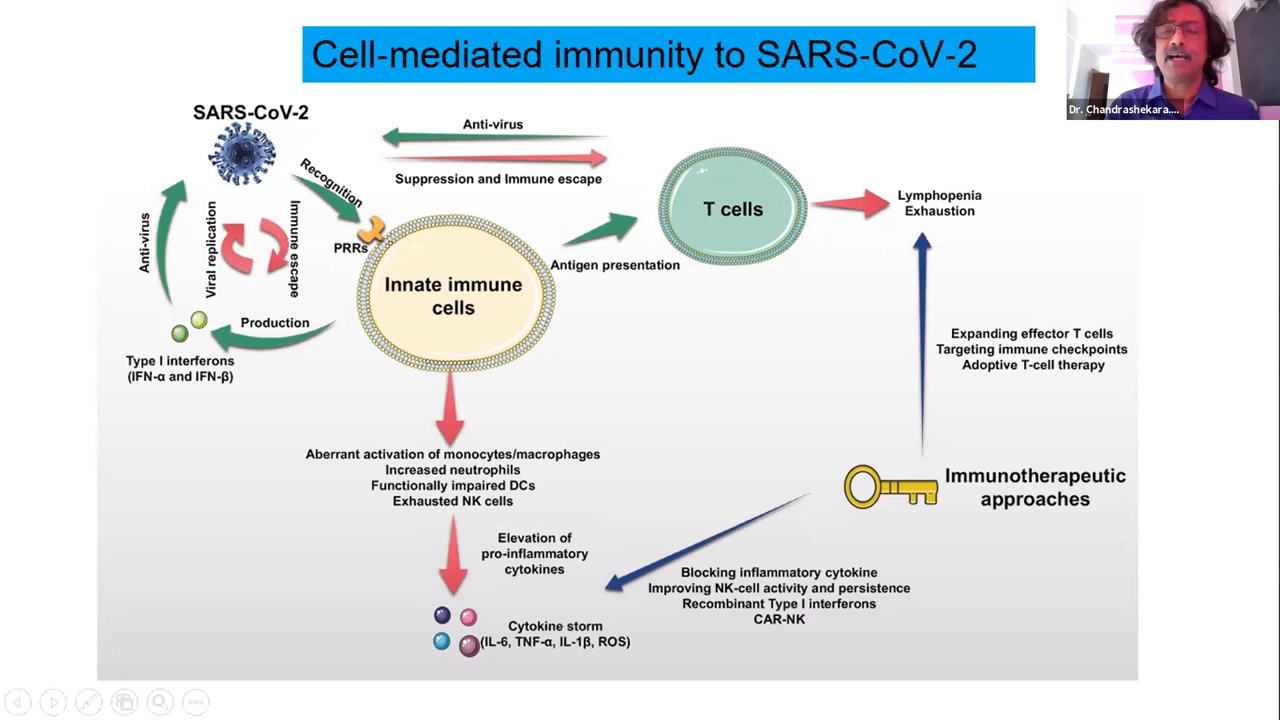 Cell-mediated immunity to SARS-CoV-2
Dr. Chandrashekara....
SARS-CoV-2
Anti-virus
Suppression and Immune escape
Recognition
PRRs
Anti-virus
Viral replication
Immune escape
Innate immune
cells
Antigen presentation
T cells
Lymphopenia
Exhaustion
Production
Type I interferons
(IFN-α and IFN-β)
Expanding effector T cells
Targeting immune checkpoints
Adoptive T-cell therapy
Aberrant activation of monocytes/macrophages
Increased neutrophils
Functionally impaired DCs
Exhausted NK cells
Immunotherapeutic
approaches
Elevation of
pro-inflammatory
cytokines
Blocking inflammatory cytokine
Improving NK-cell activity and persistence
Recombinant Type I interferons
CAR-NK
Cytokine storm
(IL-6, TNF-α, IL-1β, ROS)